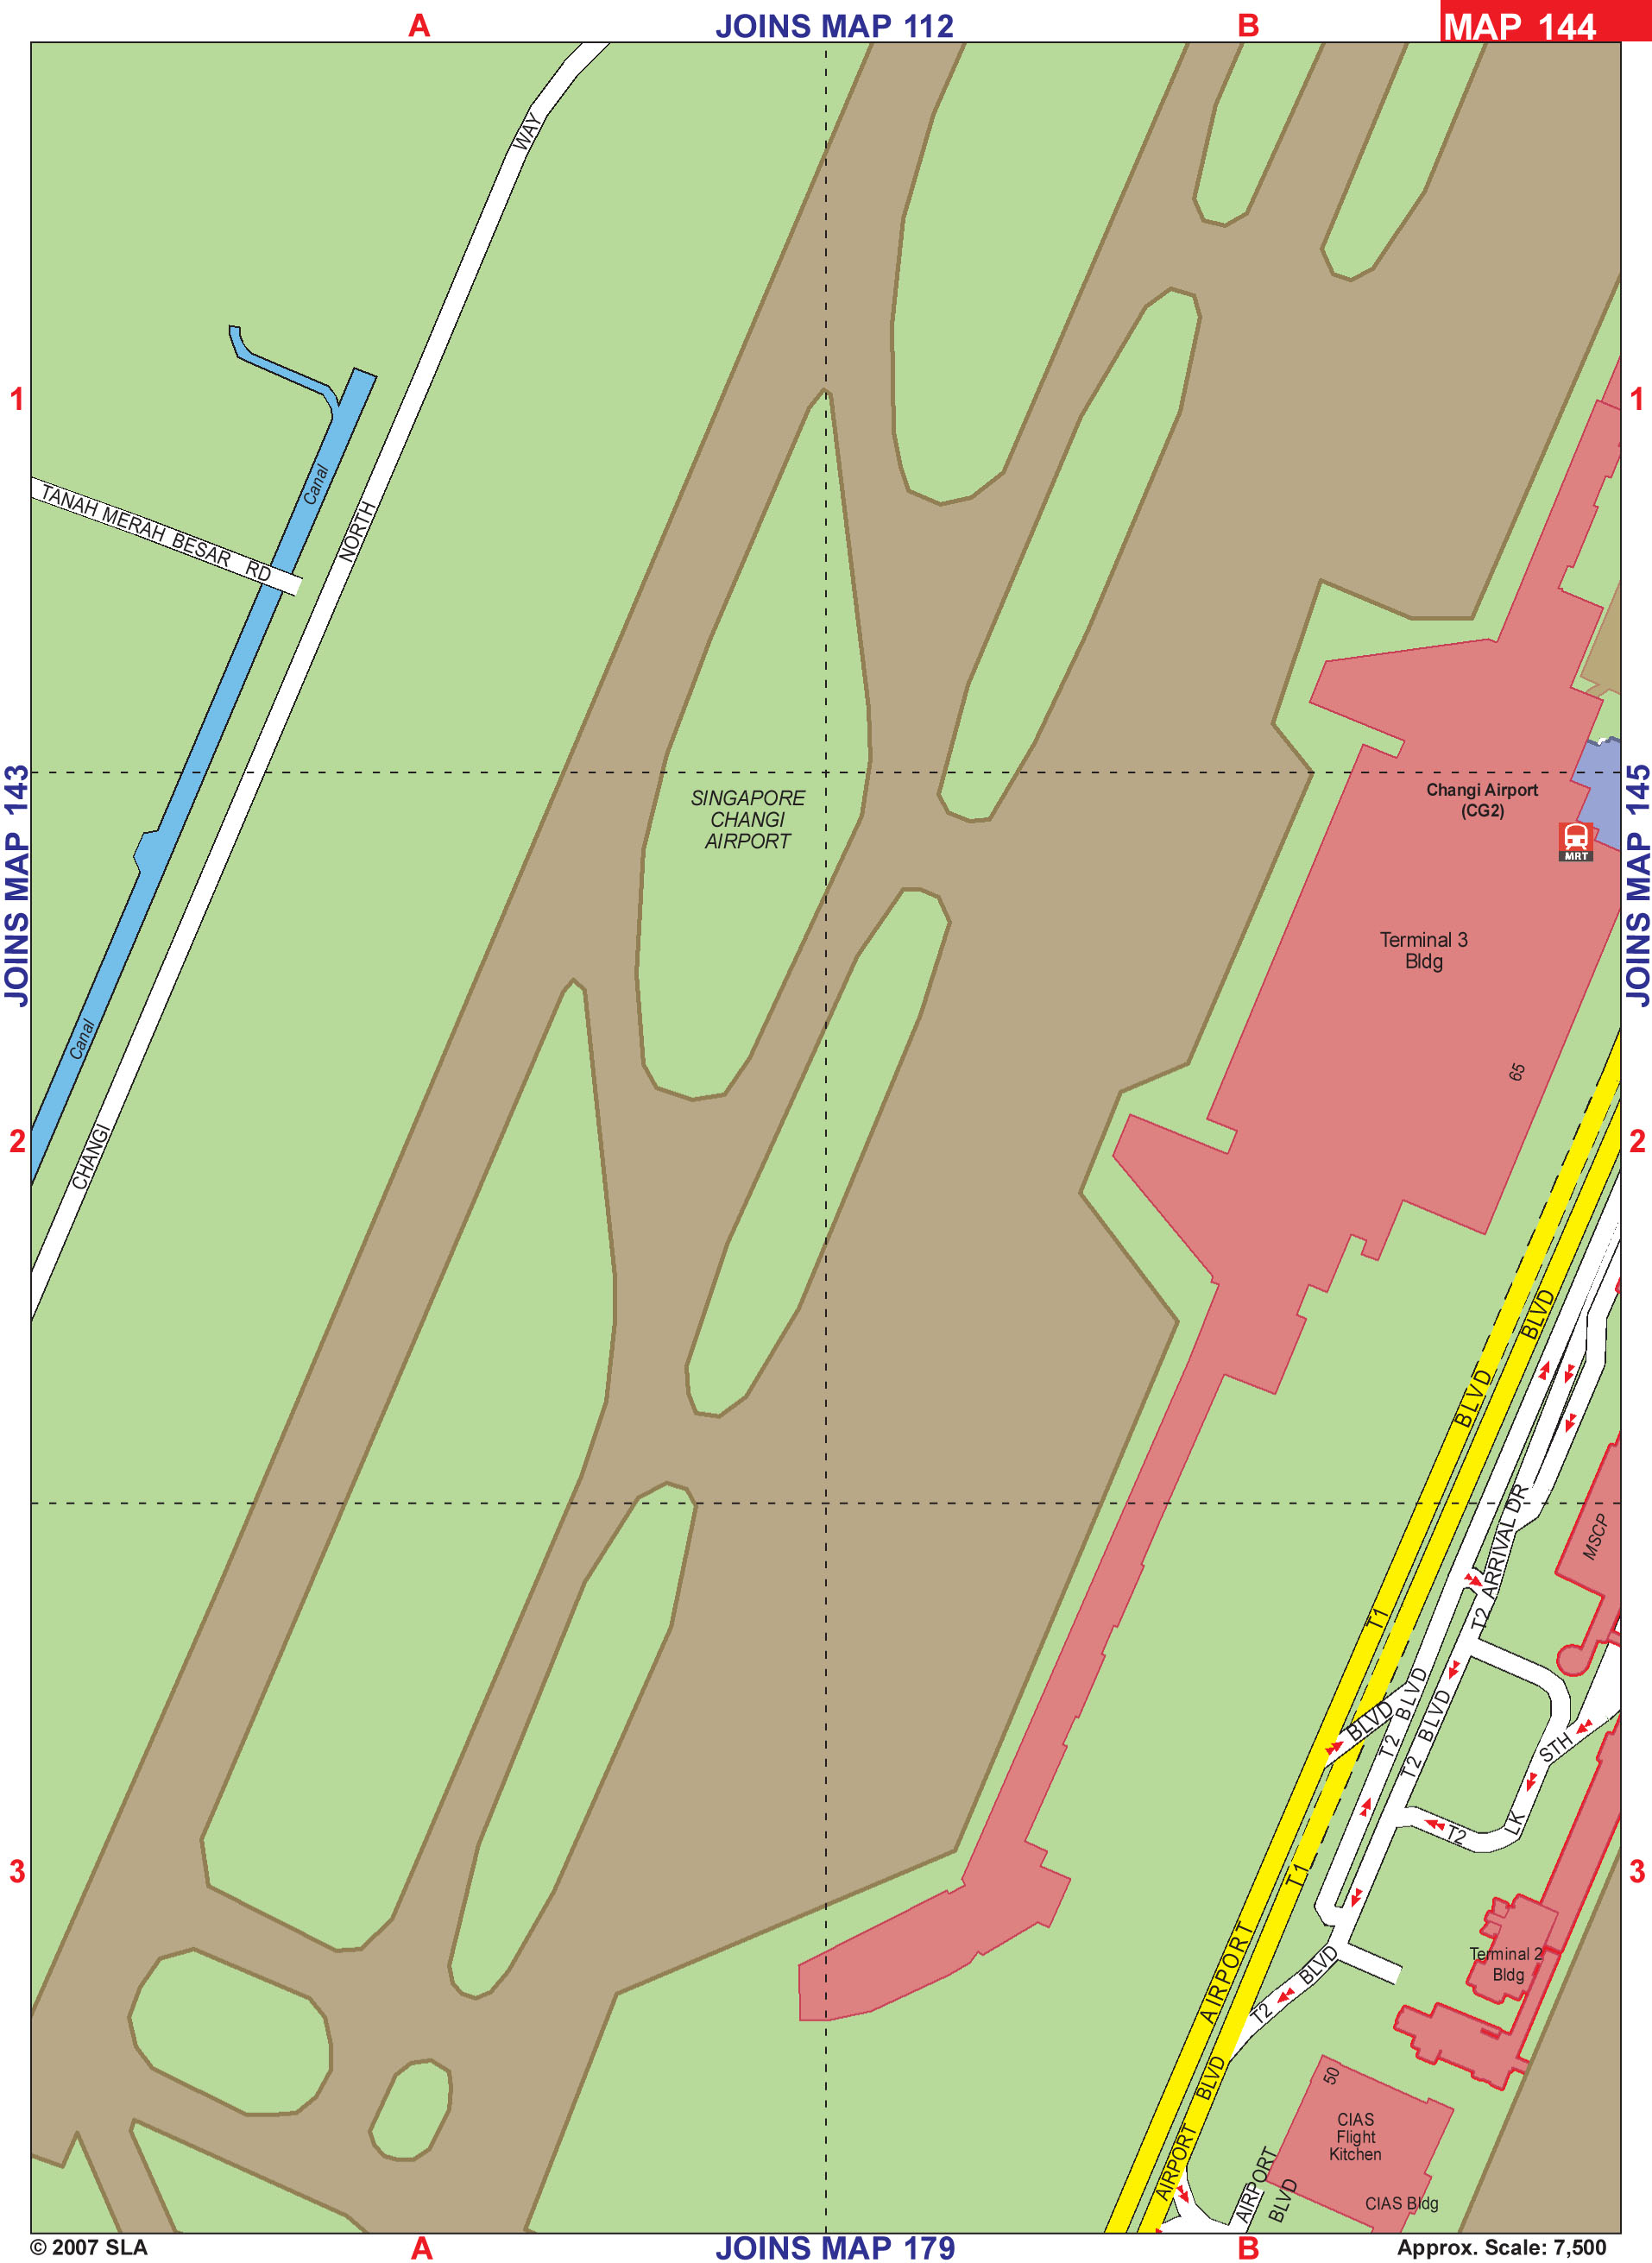 A
JOINS MAP 112
B
MAP 144
WAY
1
1
Canal
TANAH MERAH BESAR RD
NORTH
JOINS MAP 143
JOINS MAP 145
SINGAPORE
CHANGI
AIRPORT
Changi Airport
(CG2)
MRT
Terminal 3
Bldg
Canal
65
2
2
CHANGI
BLVD
BLVD
T2 ARRIVAL DR
MSCP
T1
T2 BLVD
BLVD
T2 BLVD
STH
LK
T2
T1
3
3
AIRPORT
T2 BLVD
Terminal 2
Bldg
BLVD
50
CIAS
Flight
Kitchen
AIRPORT
AIRPORT
BLVD
CIAS Bldg
© 2007 SLA
A
JOINS MAP 179
B
Approx. Scale: 7,500